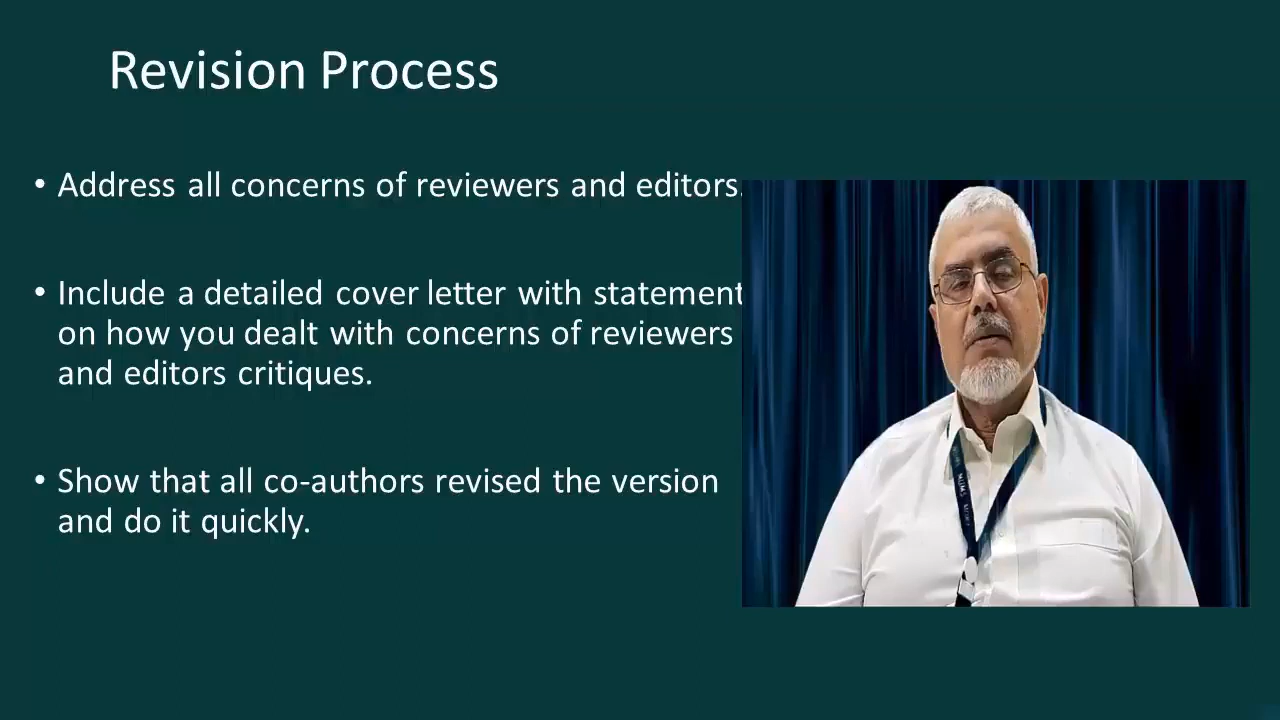 Revision Process
• Address all concerns of reviewers and editors.
• Include a detailed cover letter with statement
on how you dealt with concerns of reviewers
and editors critiques.
• Show that all co-authors revised the version
and do it quickly.